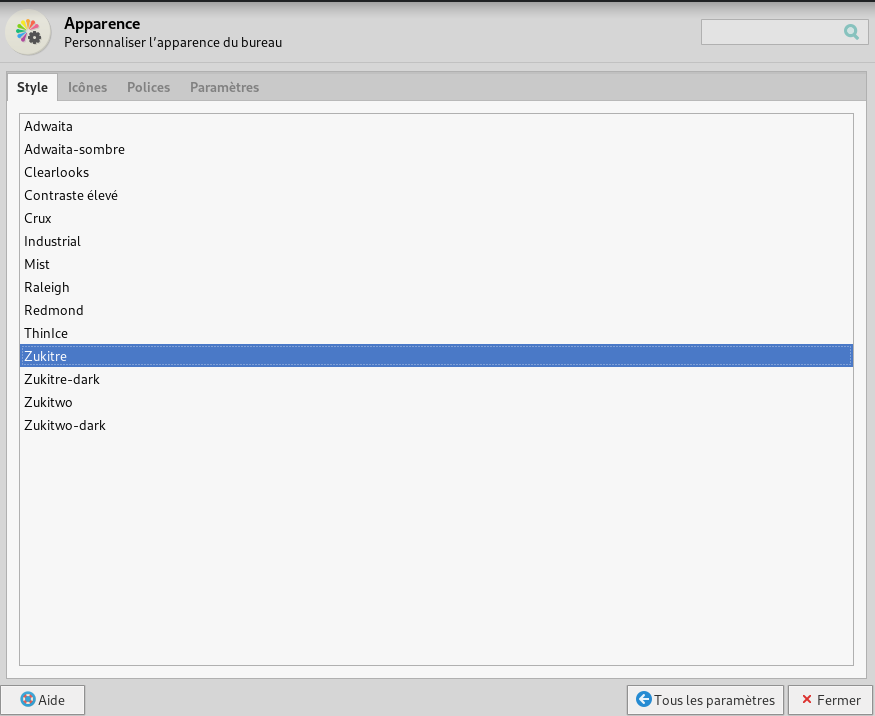 Apparence
Personnaliser l’apparence du bureau
Style Icônes Polices Paramètres
Adwaita
Adwaita-sombre
Clearlooks
Contraste élevé
Crux
Industrial
Mist
Raleigh
Redmond
ThinIce
Zukitre
Zukitre-dark
Zukitwo
Zukitwo-dark
Aide Tous les paramètres Fermer